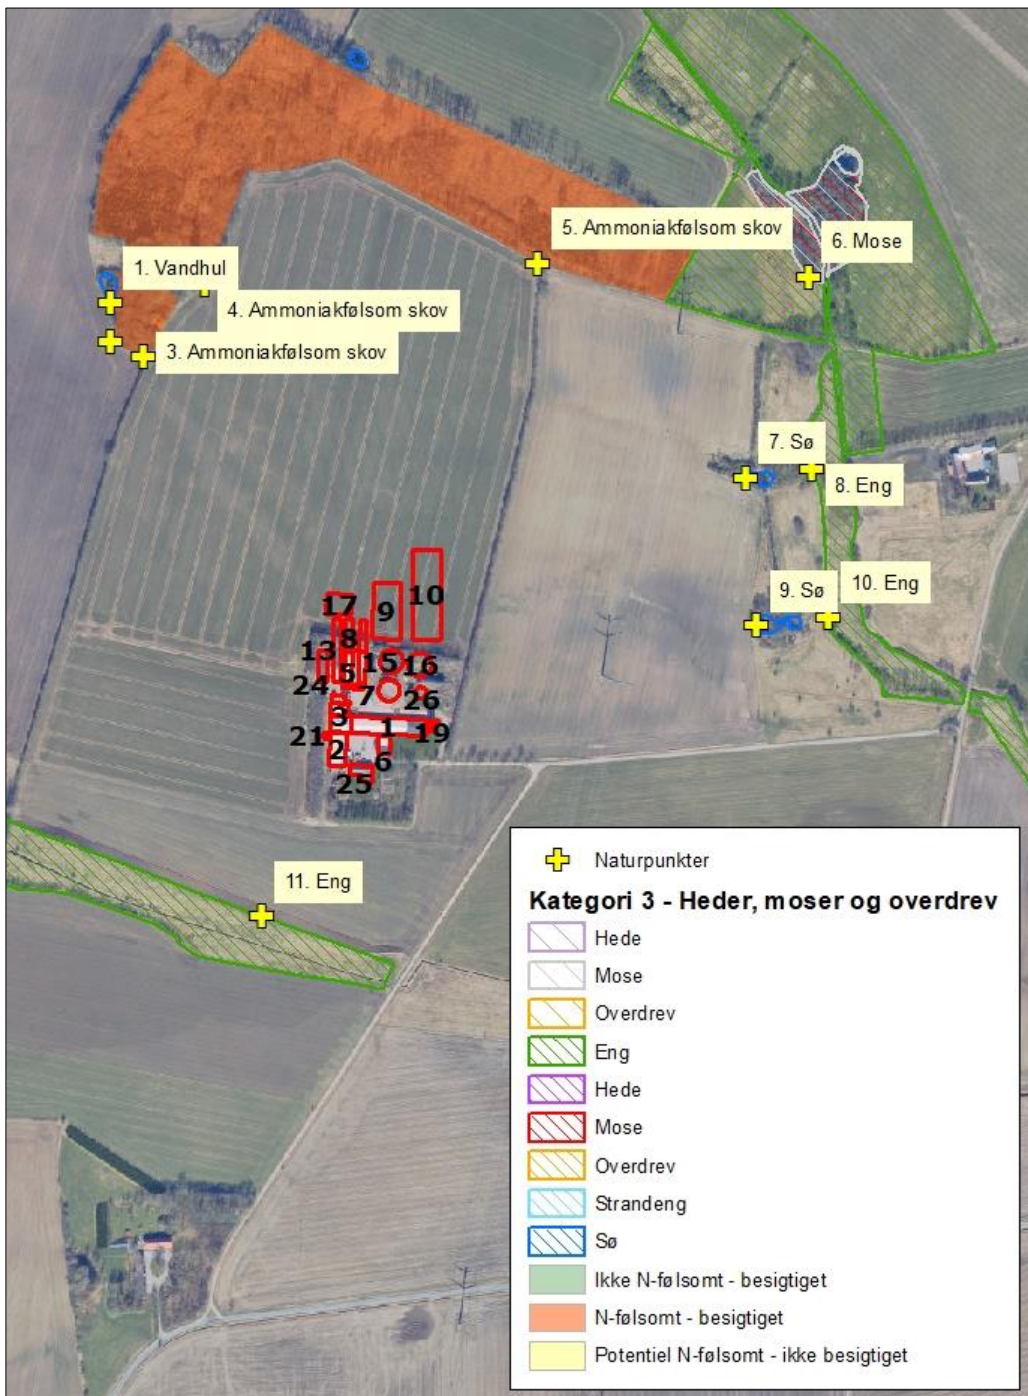 5. Ammoniakfølsom skov
6. Mose
1. Vandhul
4. Ammoniakfølsom skov
3. Ammoniakfølsom skov
7. Sø
8. Eng
9. Sø
10. Eng
10
9
17
8
13
5
15
16
24
7
26
3
1
19
21
2
6
25
11. Eng
Naturpunkter
Kategori 3 - Heder, moser og overdrev
Hede
Mose
Overdrev
Eng
Hede
Mose
Overdrev
Strandeng
Sø
Ikke N-følsomt - besigtiget
N-følsomt - besigtiget
Potentiel N-følsomt - ikke besigtiget